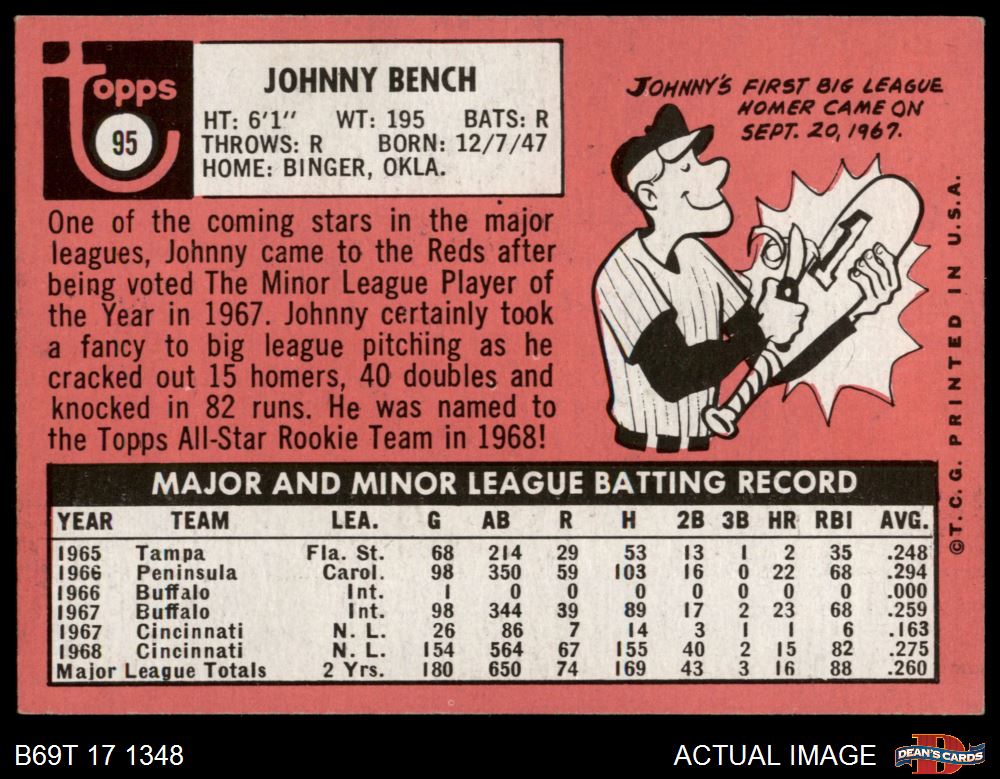 topps
95
JOHNNY BENCH
HT: 6'1" WT: 195 BATS: R
THROWS: R BORN: 12/7/47
HOME: BINGER, OKLA.
JOHNNY'S FIRST BIG LEAGUE
HOMER CAME ON
SEPT. 20, 1967.
1
One of the coming stars in the major
leagues, Johnny came to the Reds after
being voted The Minor League Player of
the Year in 1967. Johnny certainly took
a fancy to big league pitching as he
cracked out 15 homers, 40 doubles and
knocked in 82 runs. He was named to
the Topps All-Star Rookie Team in 1968!
©T.C.G. PRINTED IN U.S.A.
MAJOR AND MINOR LEAGUE BATTING RECORD
YEAR TEAM LEA. G AB R H 2B 3B HR RBI AVG.
1965 Tampa Fla. St. 68 214 29 53 13 1 2 35 .248
1966 Peninsula Carol. 98 350 59 103 16 0 22 68 .294
1966 Buffalo Int. 1 0 0 0 0 0 0 0 .000
1967 Buffalo Int. 98 344 39 89 17 2 23 68 .259
1967 Cincinnati N. L. 26 86 7 14 3 1 1 6 .163
1968 Cincinnati N. L. 154 564 67 155 40 2 15 82 .275
Major League Totals 2 Yrs. 180 650 74 169 43 3 16 88 .260
B69T 17 1348
ACTUAL IMAGE
DEAN'S CARDS